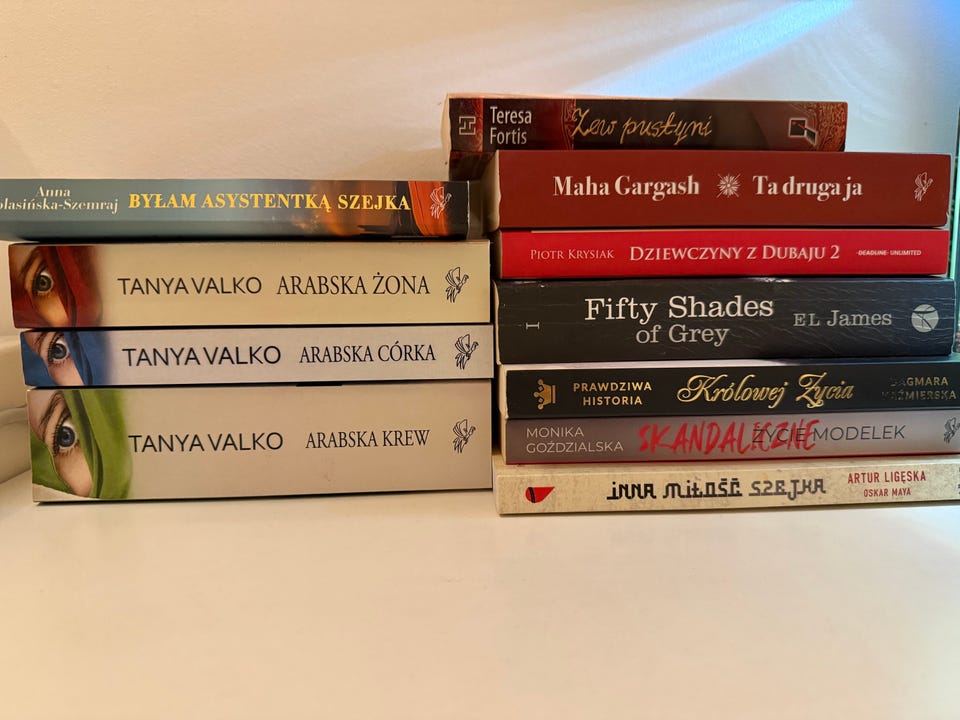 Anna
BYŁAM ASYSTENTKĄ SZEJKA
TANYA VALKO ARABSKA ŻONA
TANYA VALKO ARABSKA CÓRKA
TANYA VALKO ARABSKA KREW
Teresa
Fortis
Zew pustyni
Maha Gargash Ta druga ja
PIOTR KRYSIAK DZIEWCZYNY Z DUBAJU 2 DEADLINE UNLIMITED
I
Fifty Shades
of Grey
EL James
PRAWDZIWA
HISTORIA
Królowej Życia
DAGMARA
KAŹMIERSKA
MONIKA
GOŹDZIALSKA
SKANDALICZNE
ŻYCIE MODELEK
INNA MIŁOŚĆ SZEJKA
ARTUR LIGĘSKA
OSKAR MAYA